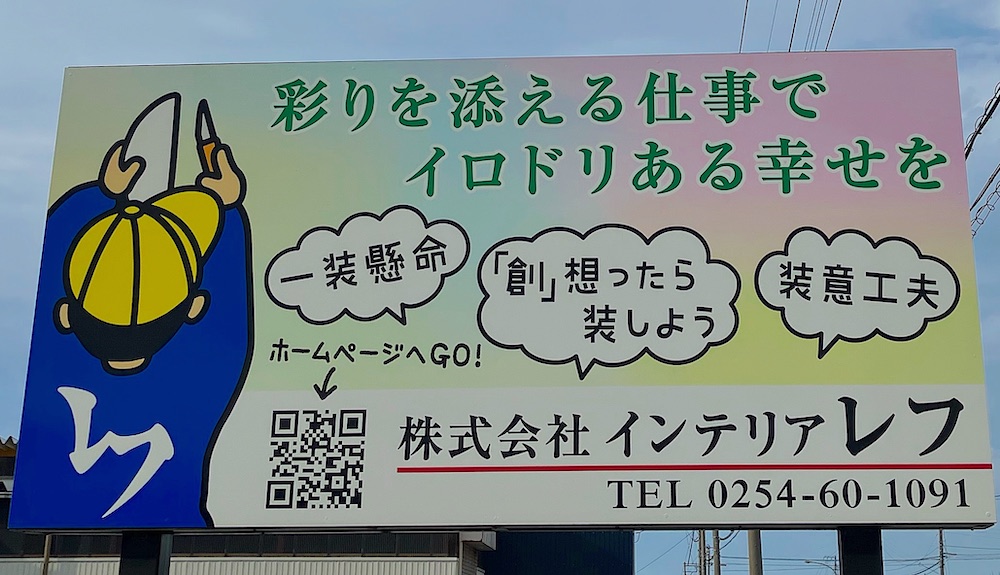 彩りを添える仕事で
イロドリある幸せを
一装懸命
「創」想ったら
装しよう
装意工夫
ホームページへGO!
レフ
株式会社 インテリアレフ
TEL 0254-60-1091